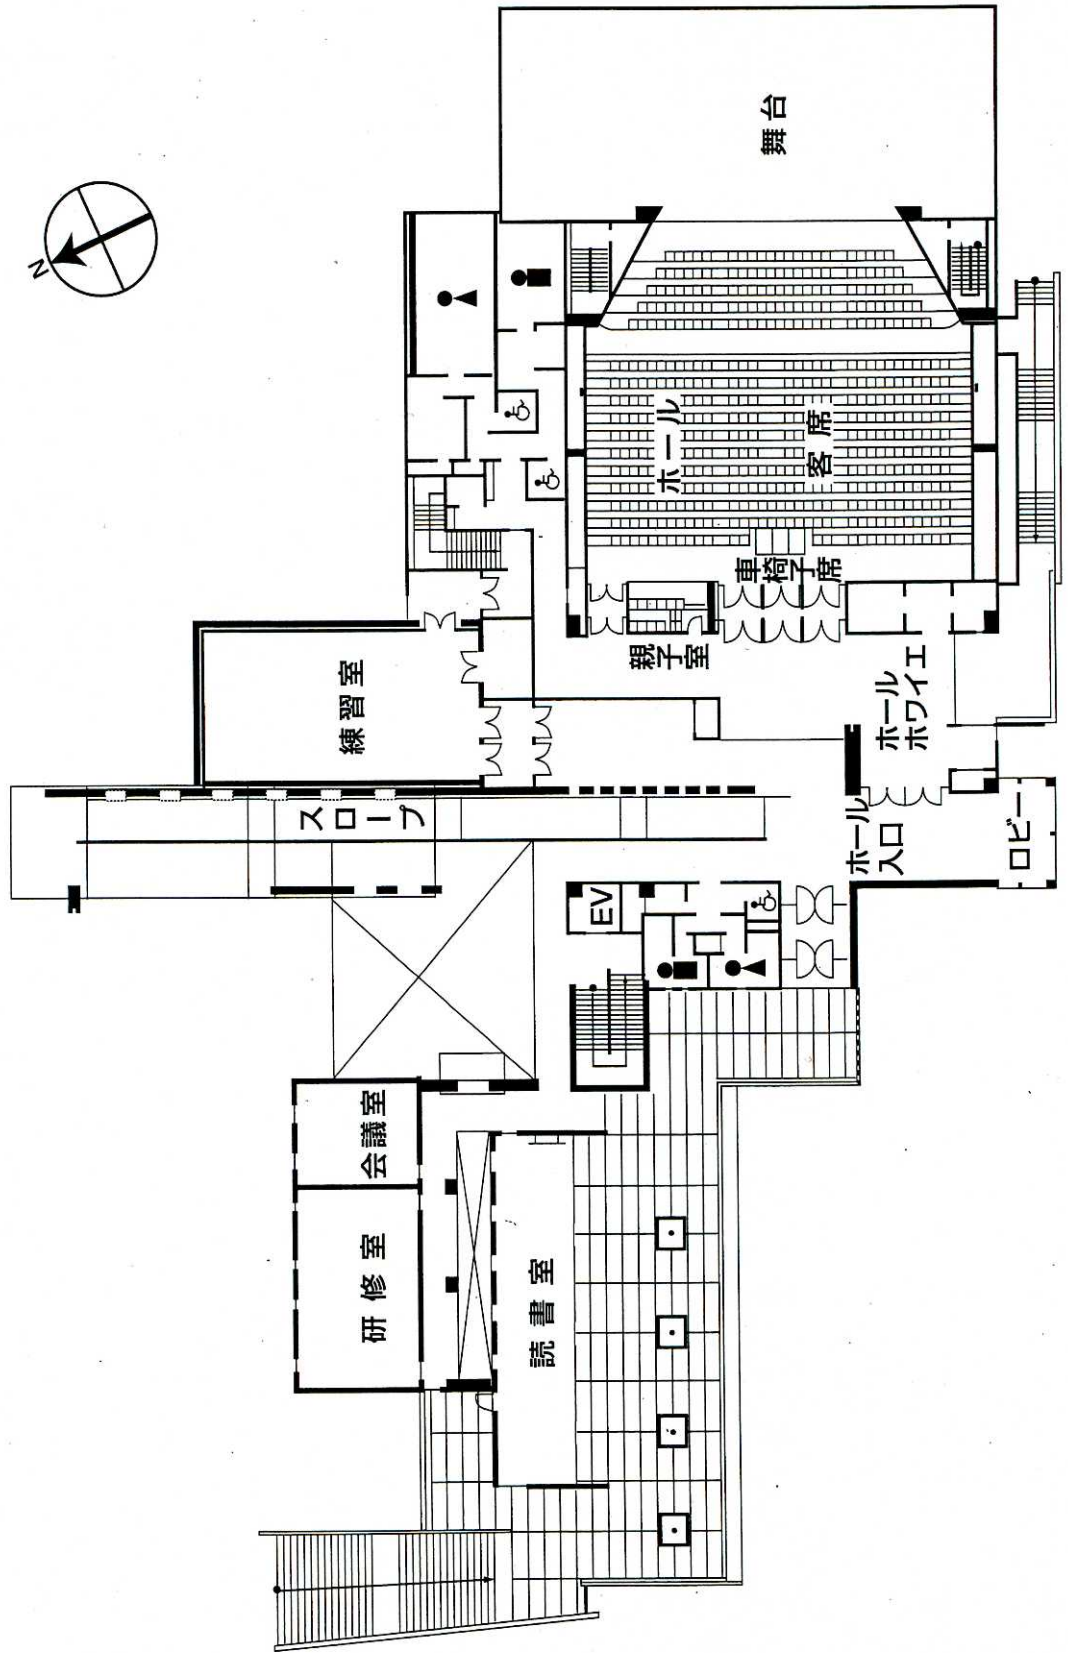 N
スロープ
練習室
研修室
会議室
読書室
EV
親子室
ホール
客席
車椅子席
舞台
ホール
入口
ホール
ホワイエ
ロビー